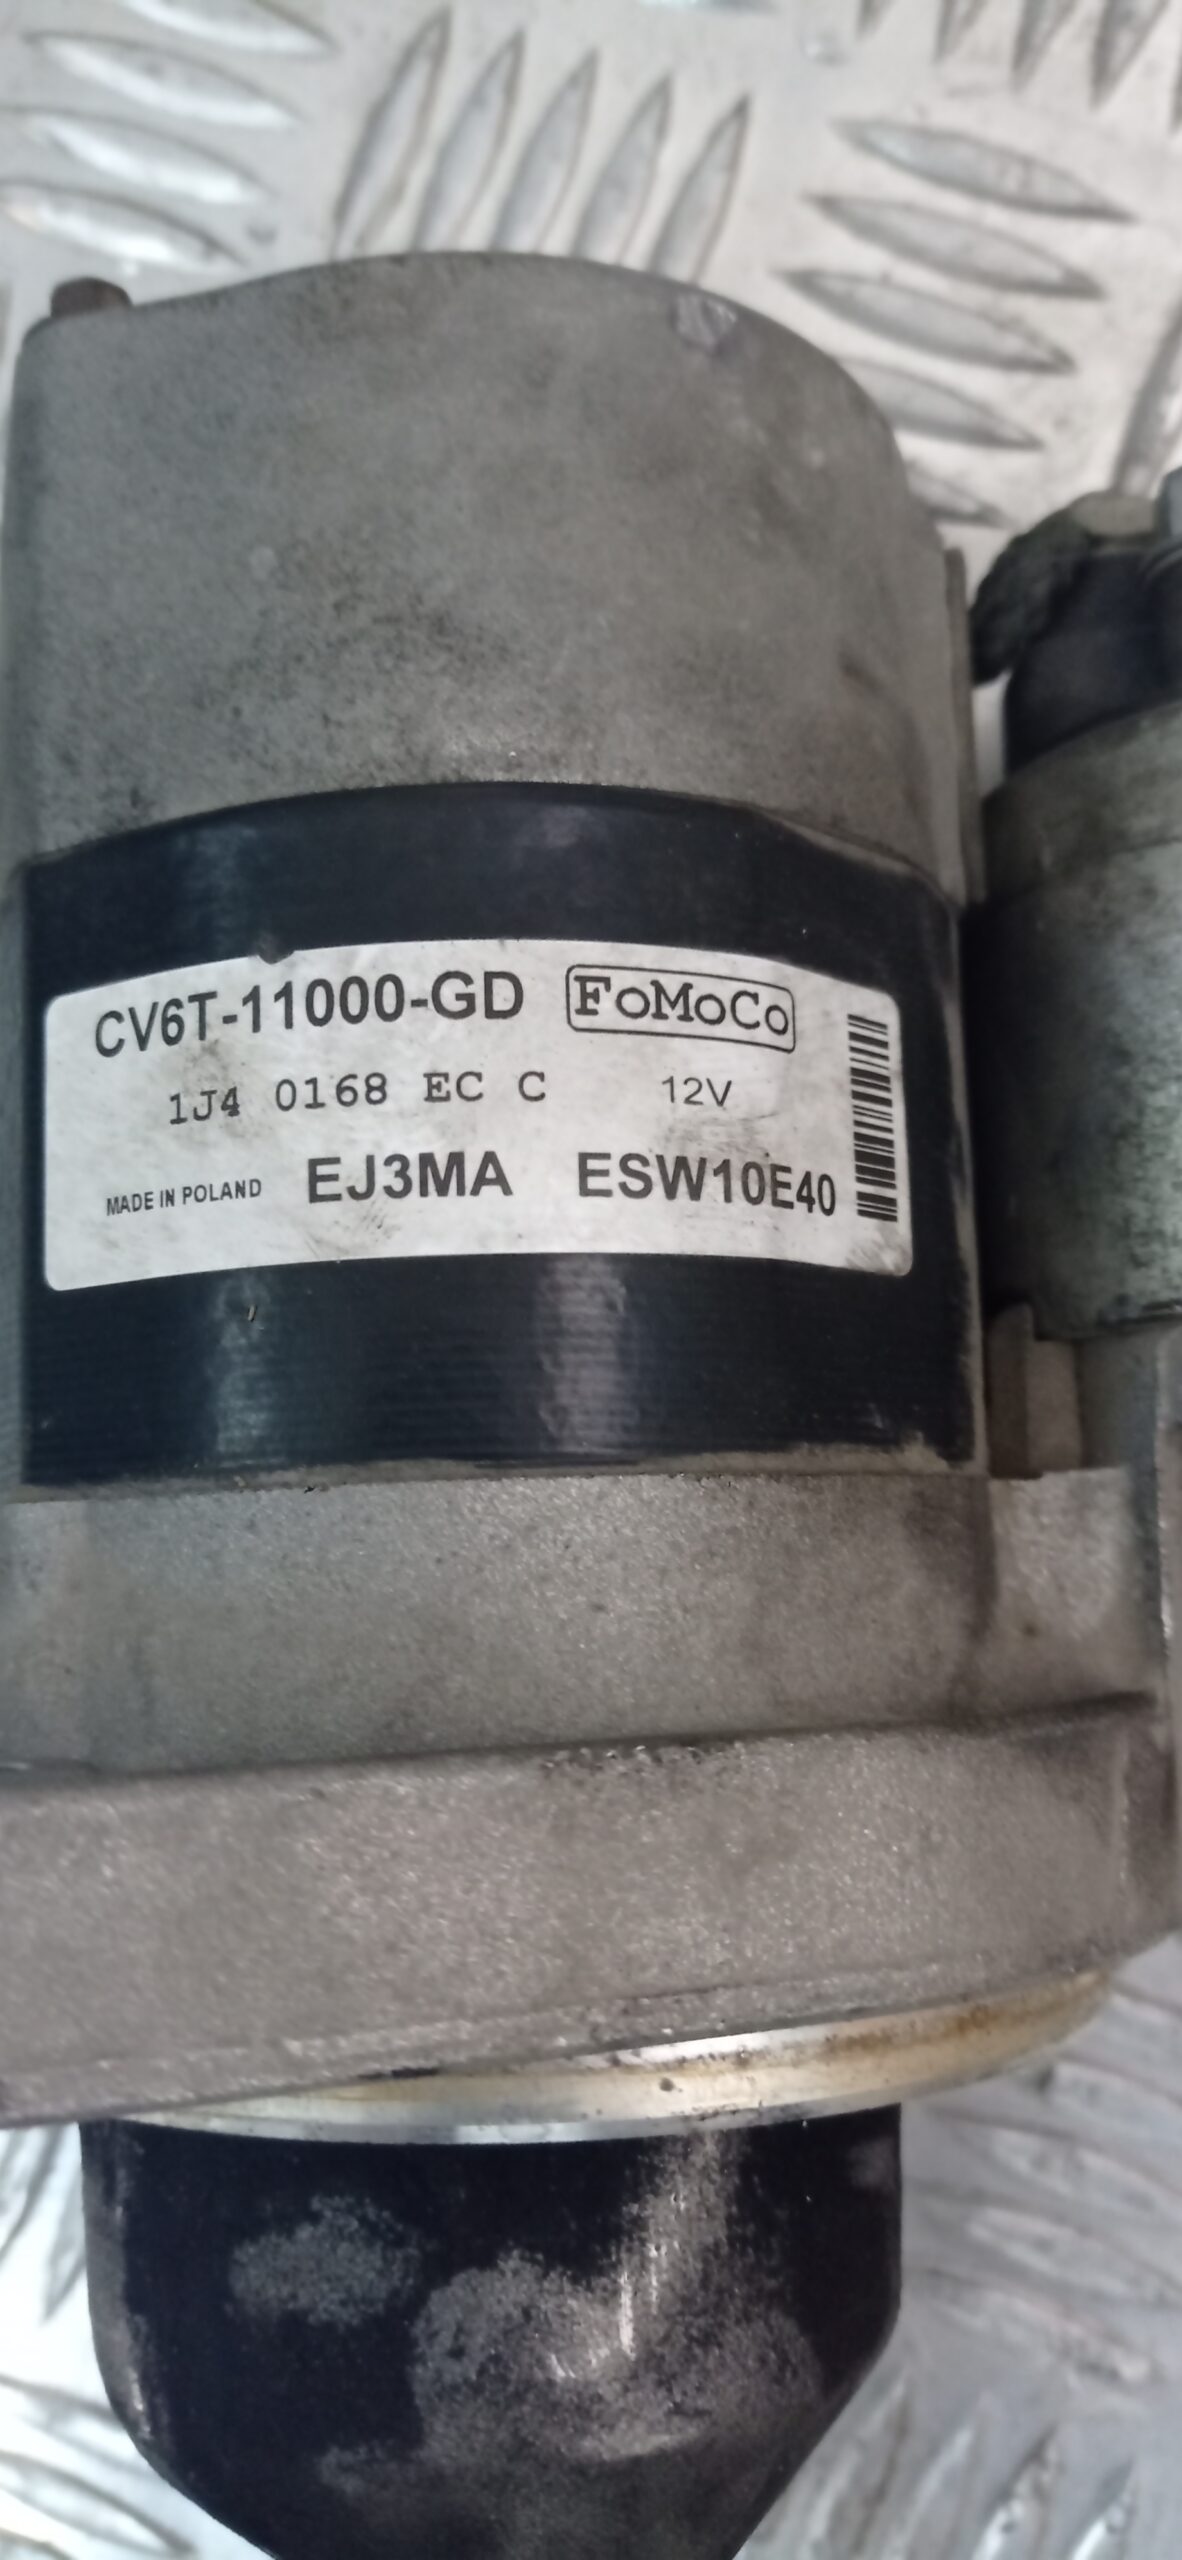 CV6T-11000-GD FoMoCo
1J4 0168 EC C 12V
MADE IN POLAND EJ3MA ESW10E40